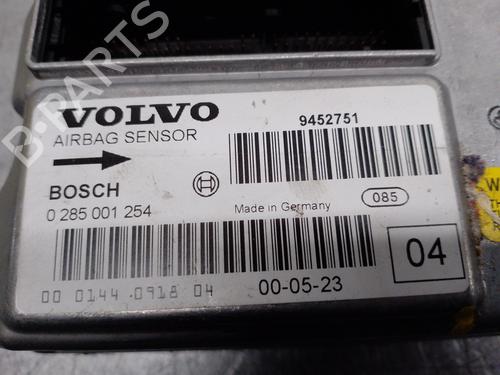 VOLVO
AIRBAG SENSOR
9452751
BOSCH
0 285 001 254
Made in Germany
085
04
00 0144 0918 04
00-05-23
W
TH
R
B-PARTS